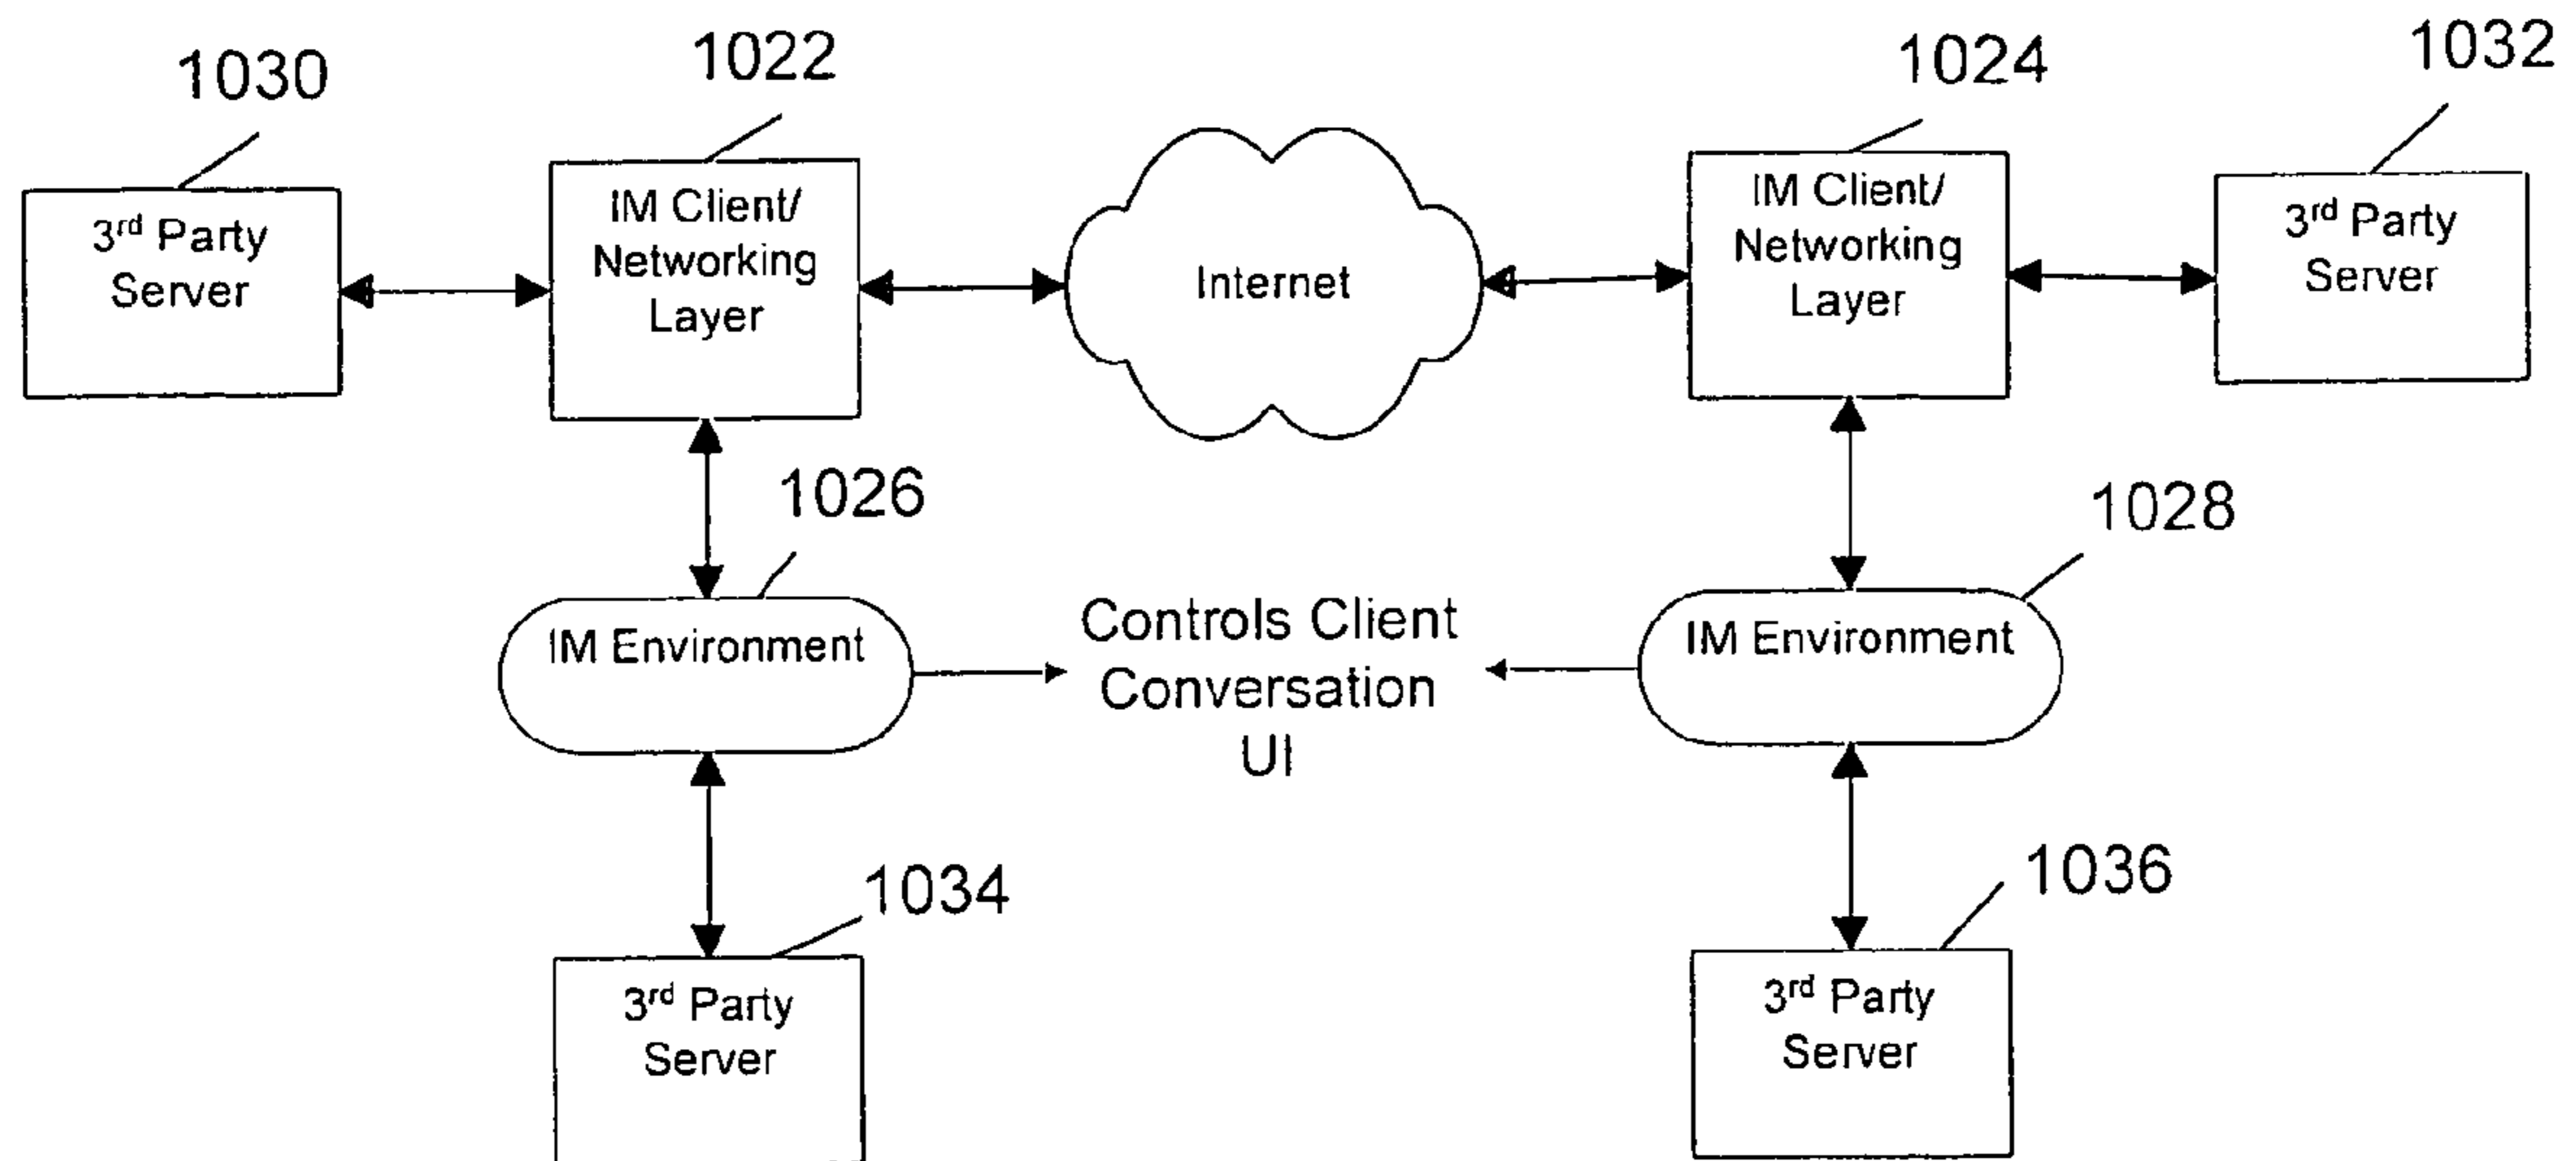 1030
1022
1024
1032
3rd Party
Server
IM Client/
Networking
Layer
Internet
IM Client/
Networking
Layer
3rd Party
Server
1026
1028
IM Environment
Controls Client
Conversation
UI
IM Environment
1034
1036
3rd Party
Server
3rd Party
Server